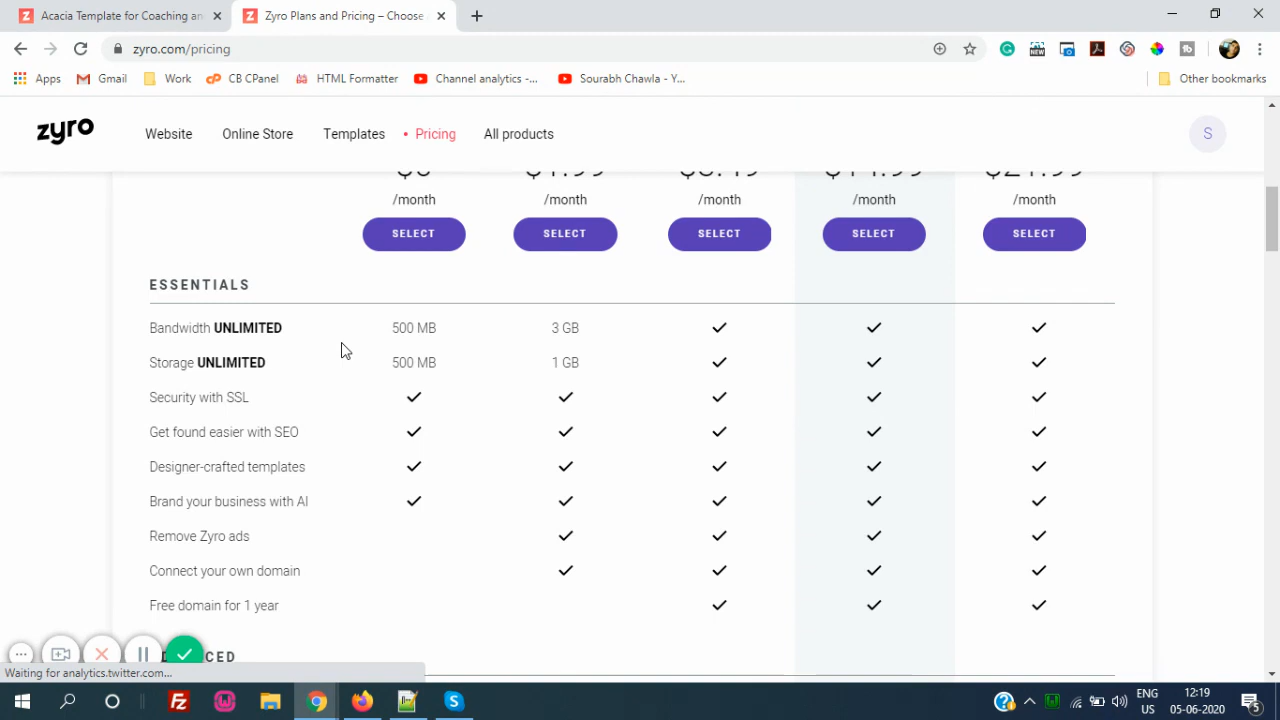 Acacia Template for Coaching an
Zyro Plans and Pricing – Choose
zyro.com/pricing
NEW
Apps
Gmail
Work
CB CPanel
HTML Formatter
Channel analytics -...
Sourabh Chawla - Y...
Other bookmarks
zyro
Website
Online Store
Templates
• Pricing
All products
S
/month
/month
/month
/month
/month
SELECT
SELECT
SELECT
SELECT
SELECT
ESSENTIALS
Bandwidth UNLIMITED 500 MB 3 GB
Storage UNLIMITED 500 MB 1 GB
Security with SSL
Get found easier with SEO
Designer-crafted templates
Brand your business with AI
Remove Zyro ads
Connect your own domain
Free domain for 1 year
CED
Waiting for analytics.twitter.com...
ENG
US
12:19
05-06-2020
5